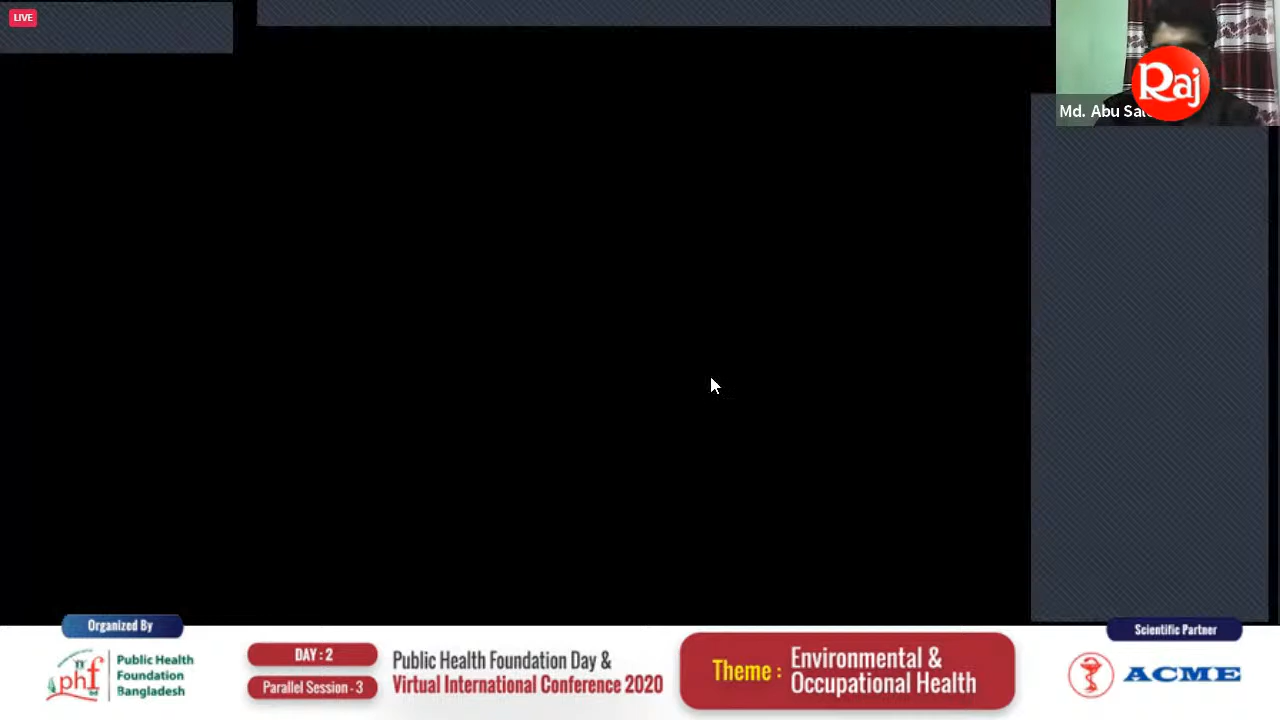 LIVE
Raj
Md. Abu
Organized By
phf
Public Health
Foundation
Bangladesh
DAY : 2
Parallel Session - 3
Public Health Foundation Day &
Virtual International Conference 2020
Theme :
Environmental &
Occupational Health
Scientific Partner
ACME